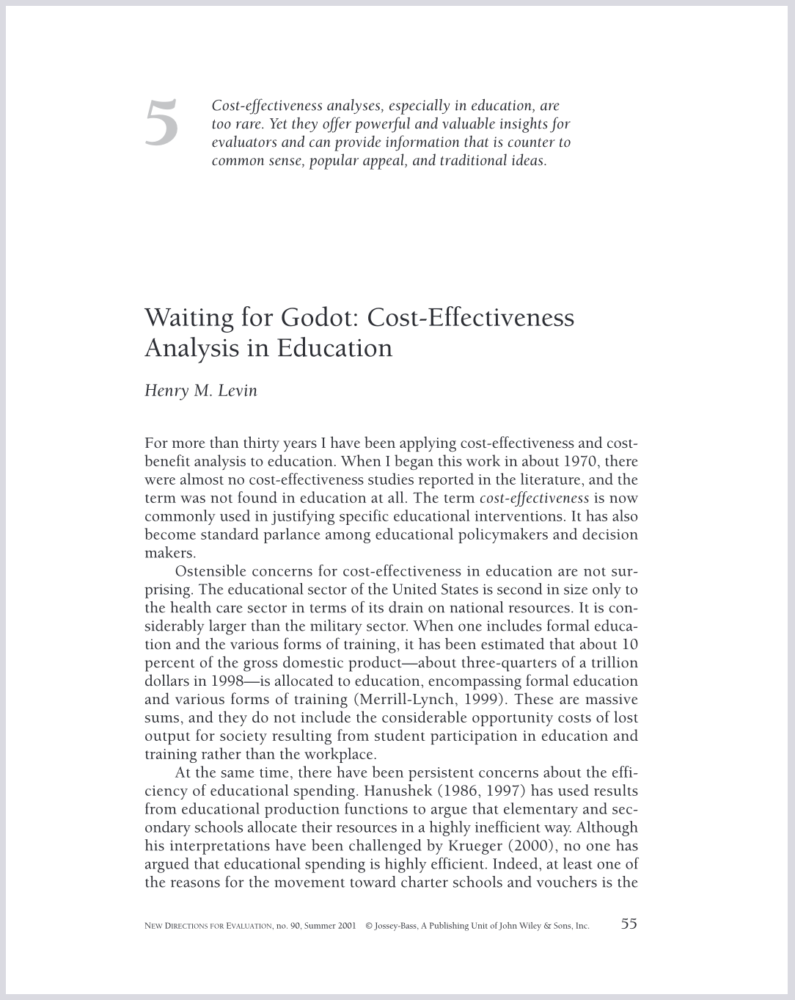 5
Cost-effectiveness analyses, especially in education, are
too rare. Yet they offer powerful and valuable insights for
evaluators and can provide information that is counter to
common sense, popular appeal, and traditional ideas.
Waiting for Godot: Cost-Effectiveness
Analysis in Education
Henry M. Levin
For more than thirty years I have been applying cost-effectiveness and cost-
benefit analysis to education. When I began this work in about 1970, there
were almost no cost-effectiveness studies reported in the literature, and the
term was not found in education at all. The term cost-effectiveness is now
commonly used in justifying specific educational interventions. It has also
become standard parlance among educational policymakers and decision
makers.
Ostensible concerns for cost-effectiveness in education are not sur-
prising. The educational sector of the United States is second in size only to
the health care sector in terms of its drain on national resources. It is con-
siderably larger than the military sector. When one includes formal educa-
tion and the various forms of training, it has been estimated that about 10
percent of the gross domestic product—about three-quarters of a trillion
dollars in 1998—is allocated to education, encompassing formal education
and various forms of training (Merrill-Lynch, 1999). These are massive
sums, and they do not include the considerable opportunity costs of lost
output for society resulting from student participation in education and
training rather than the workplace.
At the same time, there have been persistent concerns about the effi-
ciency of educational spending. Hanushek (1986, 1997) has used results
from educational production functions to argue that elementary and sec-
ondary schools allocate their resources in a highly inefficient way. Although
his interpretations have been challenged by Krueger (2000), no one has
argued that educational spending is highly efficient. Indeed, at least one of
the reasons for the movement toward charter schools and vouchers is the
NEW DIRECTIONS FOR EVALUATION, no. 90, Summer 2001 © Jossey-Bass, A Publishing Unit of John Wiley & Sons, Inc. 55